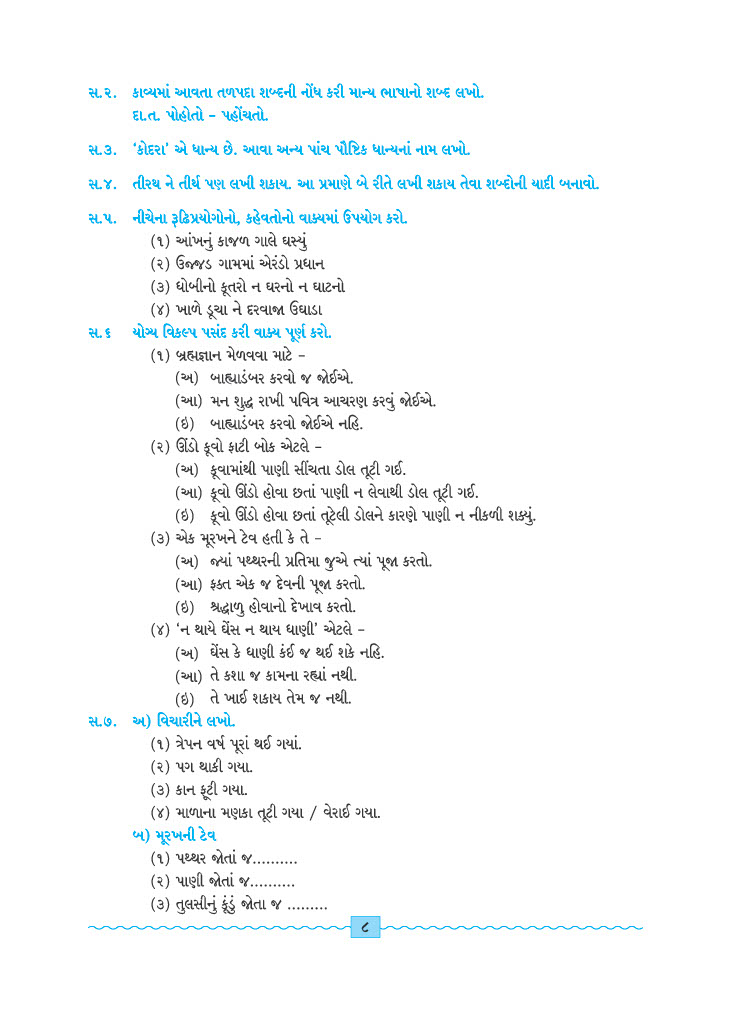 સ.૨. કાવ્યમાં આવતા તળપદા શબ્દની નોંધ કરી માન્ય ભાષાનો શબ્દ લખો.
દા.ત. પોહોતો – પહોંચતો.
સ.૩. ‘કોદરા’ એ ધાન્ય છે. આવા અન્ય પાંચ પૌષ્ટિક ધાન્યનાં નામ લખો.
સ.૪. તીરથ ને તીર્થ પણ લખી શકાય. આ પ્રમાણે બે રીતે લખી શકાય તેવા શબ્દોની યાદી બનાવો.
સ.૫. નીચેના રૂઢિપ્રયોગોનો, કહેવતોનો વાક્યમાં ઉપયોગ કરો.
(૧) આંખનું કાજળ ગાલે ઘસ્યું
(૨) ઉજ્જડ ગામમાં એરંડો પ્રધાન
(૩) ધોબીનો કૂતરો ન ઘરનો ન ઘાટનો
(૪) ખાળે ડૂચા ને દરવાજા ઉઘાડા
સ.૬ યોગ્ય વિકલ્પ પસંદ કરી વાક્ય પૂર્ણ કરો.
(૧) બ્રહ્મજ્ઞાન મેળવવા માટે –
(અ) બાહ્યાડંબર કરવો જ જોઈએ.
(આ) મન શુદ્ધ રાખી પવિત્ર આચરણ કરવું જોઈએ.
(ઇ) બાહ્યાડંબર કરવો જોઈએ નહિ.
(૨) ઊંડો કૂવો ફાટી બોક એટલે –
(અ) કૂવામાંથી પાણી સીંચતા ડોલ તૂટી ગઈ.
(આ) કૂવો ઊંડો હોવા છતાં પાણી ન લેવાથી ડોલ તૂટી ગઈ.
(ઇ) કૂવો ઊંડો હોવા છતાં તૂટેલી ડોલને કારણે પાણી ન નીકળી શક્યું.
(૩) એક મૂરખને ટેવ હતી કે તે –
(અ) જ્યાં પથ્થરની પ્રતિમા જુએ ત્યાં પૂજા કરતો.
(આ) ફક્ત એક જ દેવની પૂજા કરતો.
(ઇ) શ્રદ્ધાળુ હોવાનો દેખાવ કરતો.
(૪) ‘ન થાયે ઘેંસ ન થાય ઘાણી’ એટલે –
(અ) ઘેંસ કે ઘાણી કંઈ જ થઈ શકે નહિ.
(આ) તે કશા જ કામના રહ્યાં નથી.
(ઇ) તે ખાઈ શકાય તેમ જ નથી.
સ.૭. અ) વિચારીને લખો.
(૧) ત્રેપન વર્ષ પૂરાં થઈ ગયાં.
(૨) પગ થાકી ગયા.
(૩) કાન ફૂટી ગયા.
(૪) માળાના મણકા તૂટી ગયા / વેરાઈ ગયા.
બ) મૂરખની ટેવ
(૧) પથ્થર જોતાં જ..........
(૨) પાણી જોતાં જ..........
(૩) તુલસીનું કૂંડું જોતા જ .........
૮